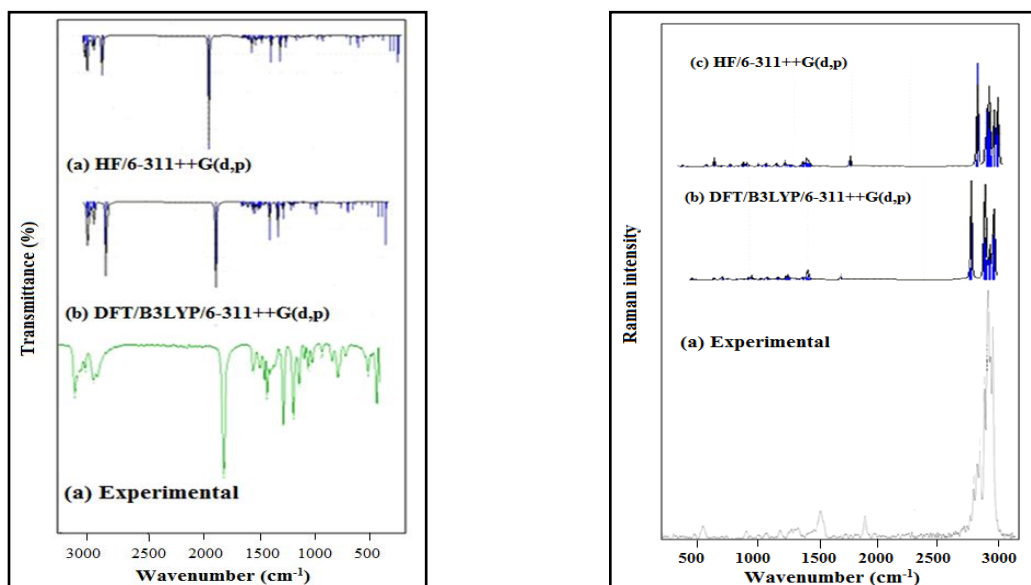 (a) HF/6-311++G(d,p)
(b) DFT/B3LYP/6-311++G(d,p)
(a) Experimental
Transmittance (%)
3000 2500 2000 1500 1000 500
Wavenumber (cm-1)
(c) HF/6-311++G(d,p)
(b) DFT/B3LYP/6-311++G(d,p)
(a) Experimental
Raman intensity
500 1000 1500 2000 2500 3000
Wavenumber (cm-1)